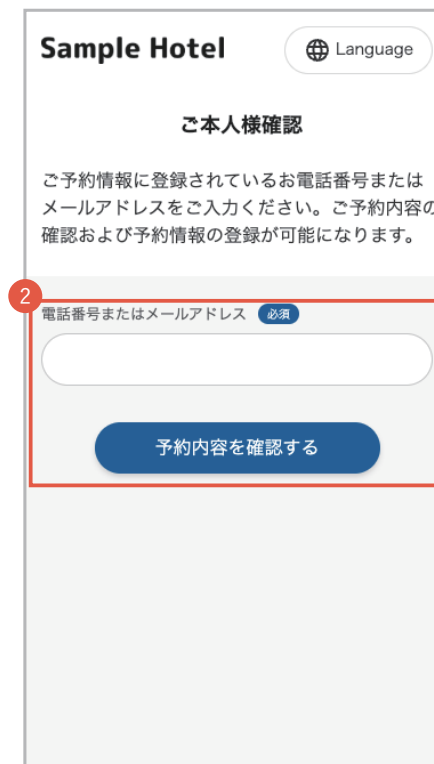 Sample Hotel
Language
ご本人様確認
ご予約情報に登録されているお電話番号または
メールアドレスをご入力ください。ご予約内容の
確認および予約情報の登録が可能になります。
2
電話番号またはメールアドレス 必須
予約内容を確認する